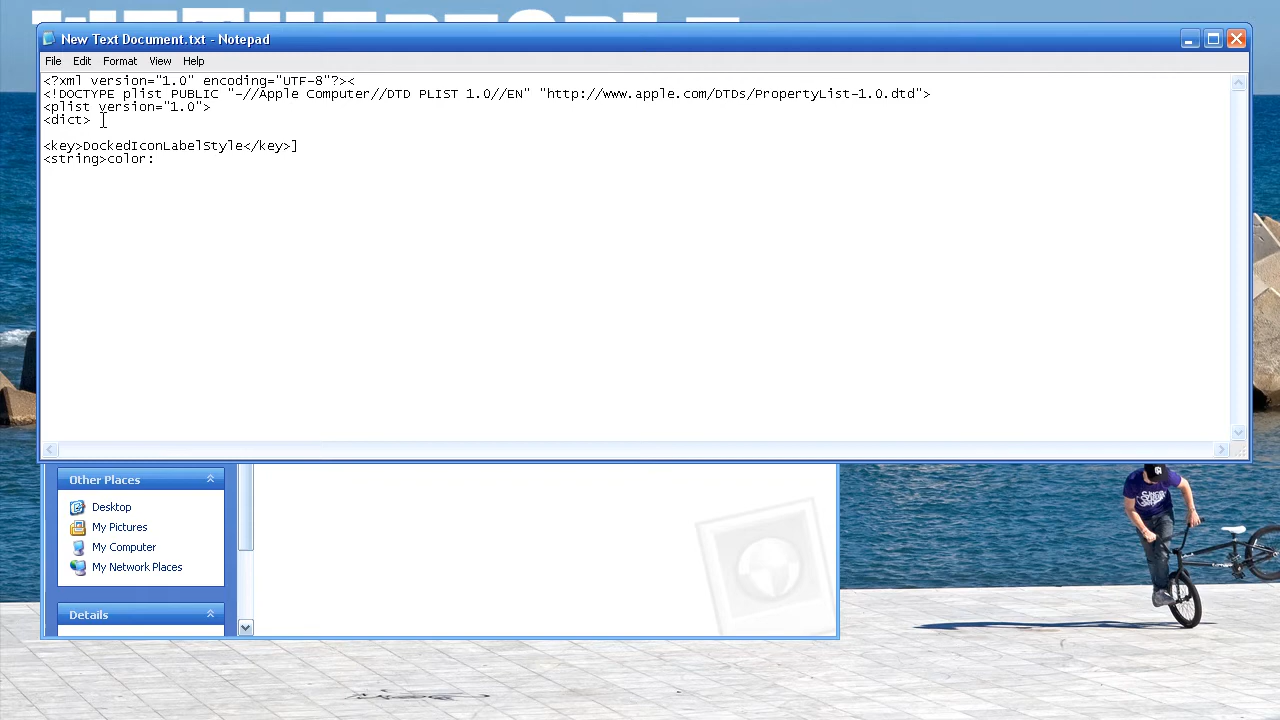 New Text Document.txt - Notepad
File Edit Format View Help
<?xml version="1.0" encoding="UTF-8"?><
<!DOCTYPE plist PUBLIC "-//Apple Computer//DTD PLIST 1.0//EN" "http://www.apple.com/DTDs/PropertyList-1.0.dtd">
<plist version="1.0">
<dict>
<key>DockedIconLabelStyle</key>]
<string>color:
Other Places
Desktop
My Pictures
My Computer
My Network Places
Details